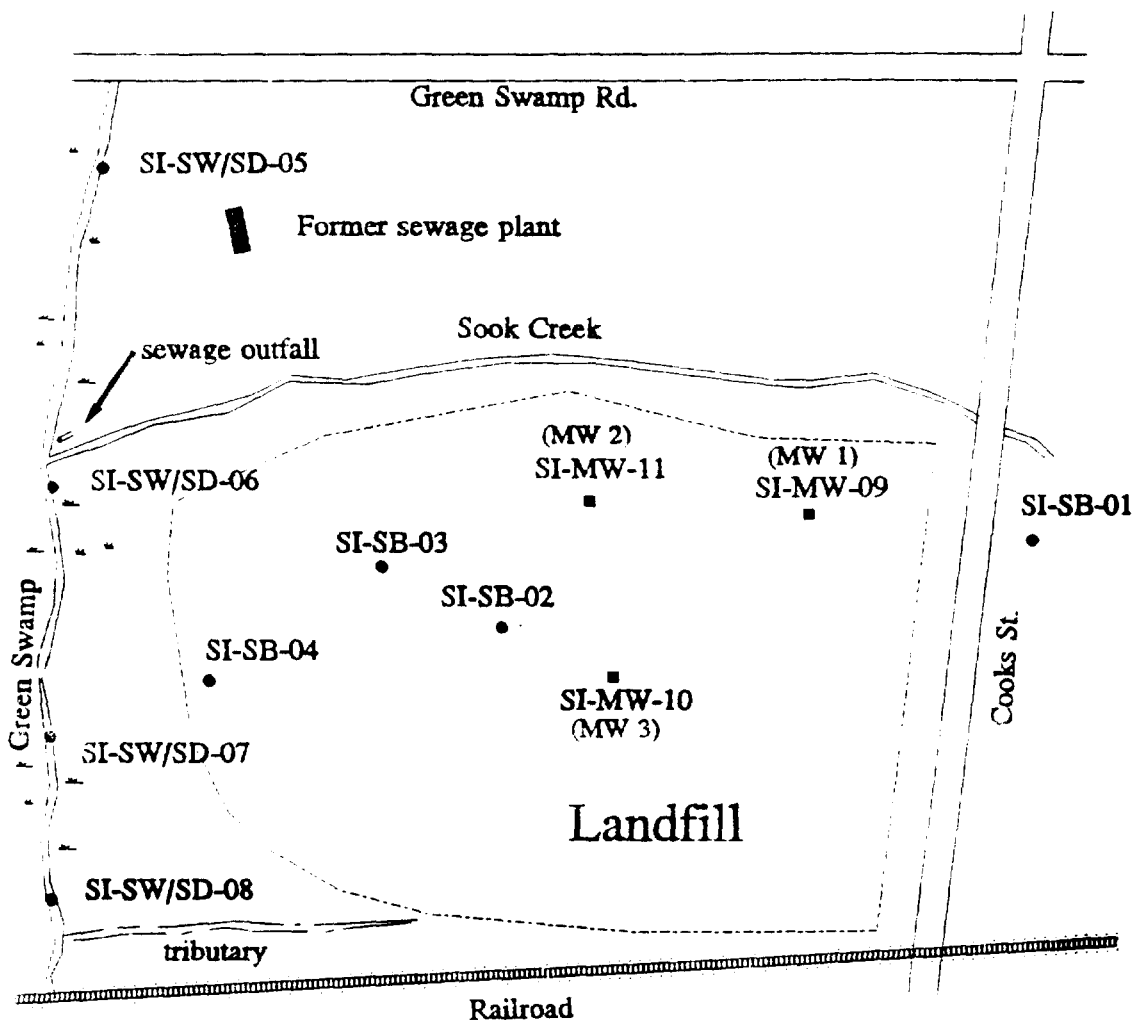 Green Swamp Rd.
SI-SW/SD-05
Former sewage plant
Sook Creek
sewage outfall
(MW 2)
SI-MW-11
(MW 1)
SI-MW-09
SI-SW/SD-06
SI-SB-01
SI-SB-03
SI-SB-02
Green Swamp
SI-SB-04
Cooks St.
SI-MW-10
(MW 3)
SI-SW/SD-07
Landfill
SI-SW/SD-08
tributary
Railroad